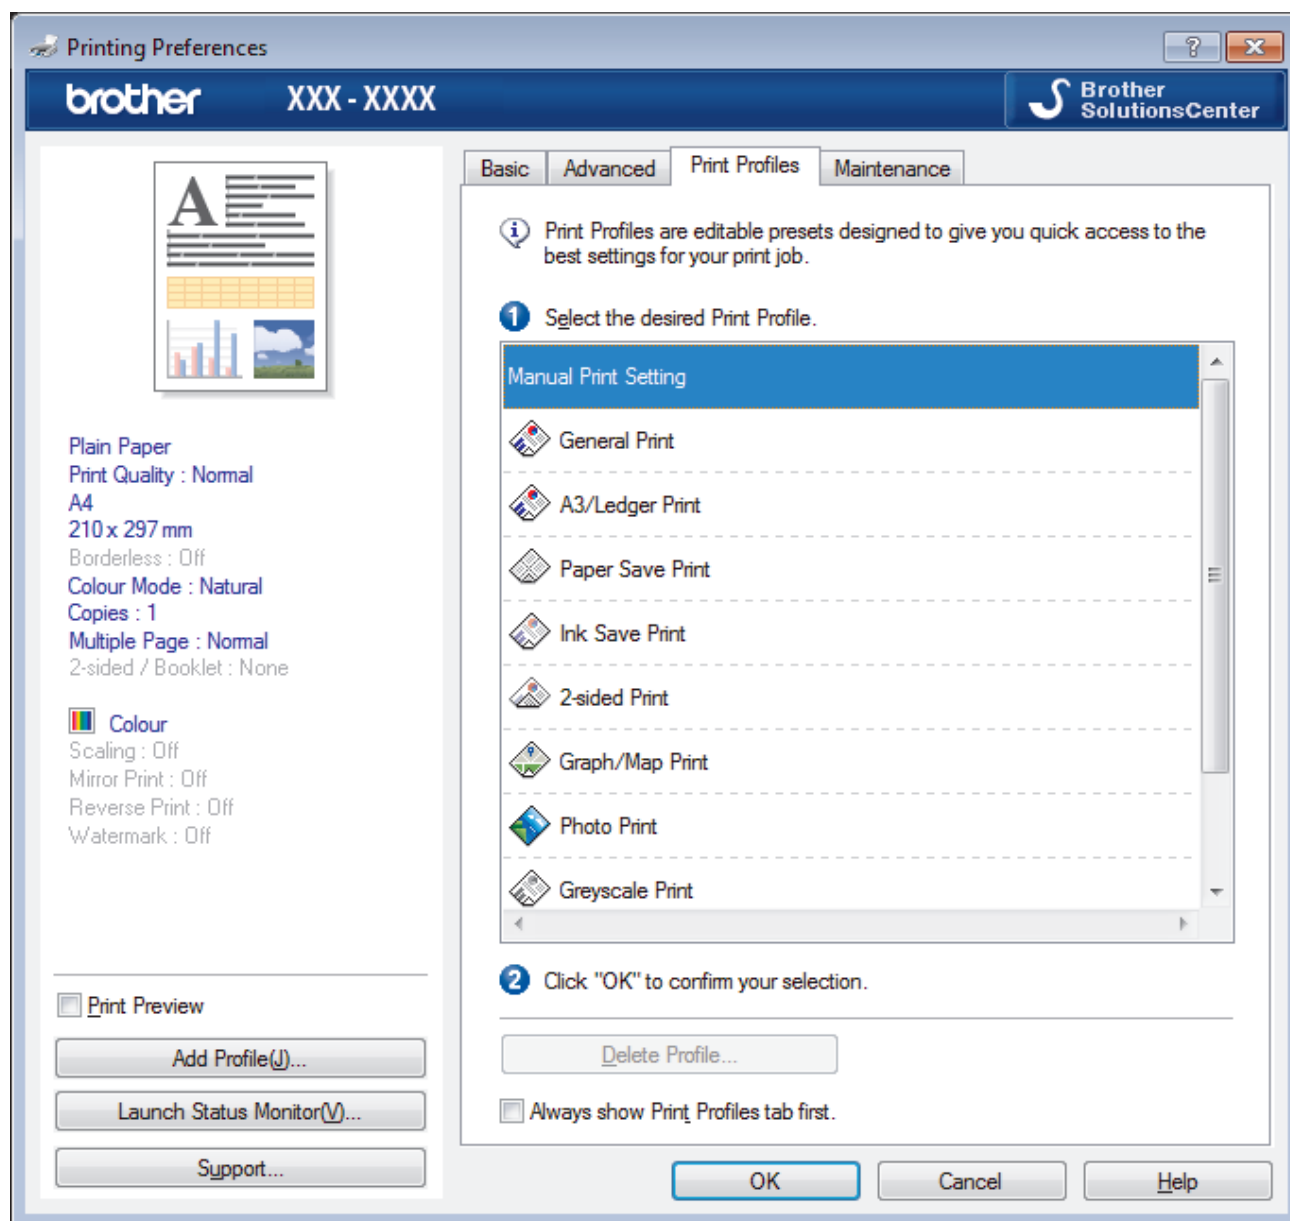 Printing Preferences
?
brother XXX - XXXX
Brother
SolutionsCenter
A
Plain Paper
Print Quality : Normal
A4
210 x 297 mm
Borderless : Off
Colour Mode : Natural
Copies : 1
Multiple Page : Normal
2-sided / Booklet : None
Colour
Scaling : Off
Mirror Print : Off
Reverse Print : Off
Watermark : Off
Print Preview
Add Profile(J)...
Launch Status Monitor(V)...
Support...
Basic Advanced Print Profiles Maintenance
Print Profiles are editable presets designed to give you quick access to the
best settings for your print job.
1 Select the desired Print Profile.
Manual Print Setting
General Print
A3/Ledger Print
Paper Save Print
Ink Save Print
2-sided Print
Graph/Map Print
Photo Print
Greyscale Print
2 Click "OK" to confirm your selection.
Delete Profile...
Always show Print Profiles tab first.
OK Cancel Help